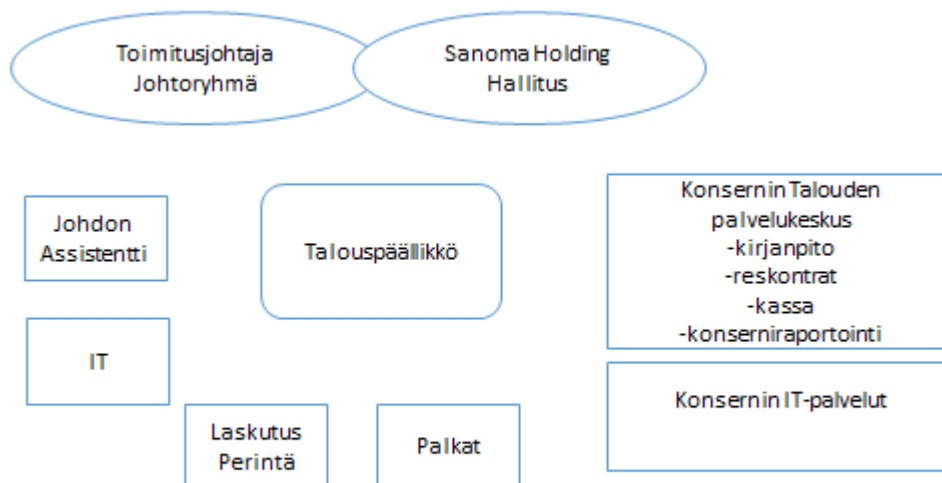 Toimitusjohtaja
Johtoryhmä
Sanoma Holding
Hallitus
Johdon
Assistentti
Talouspäällikkö
Konsernin Talouden
palvelukeskus
-kirjanpito
-reskontrat
-kassa
-konserniraportointi
IT
Konsernin IT-palvelut
Laskutus
Perintä
Palkat